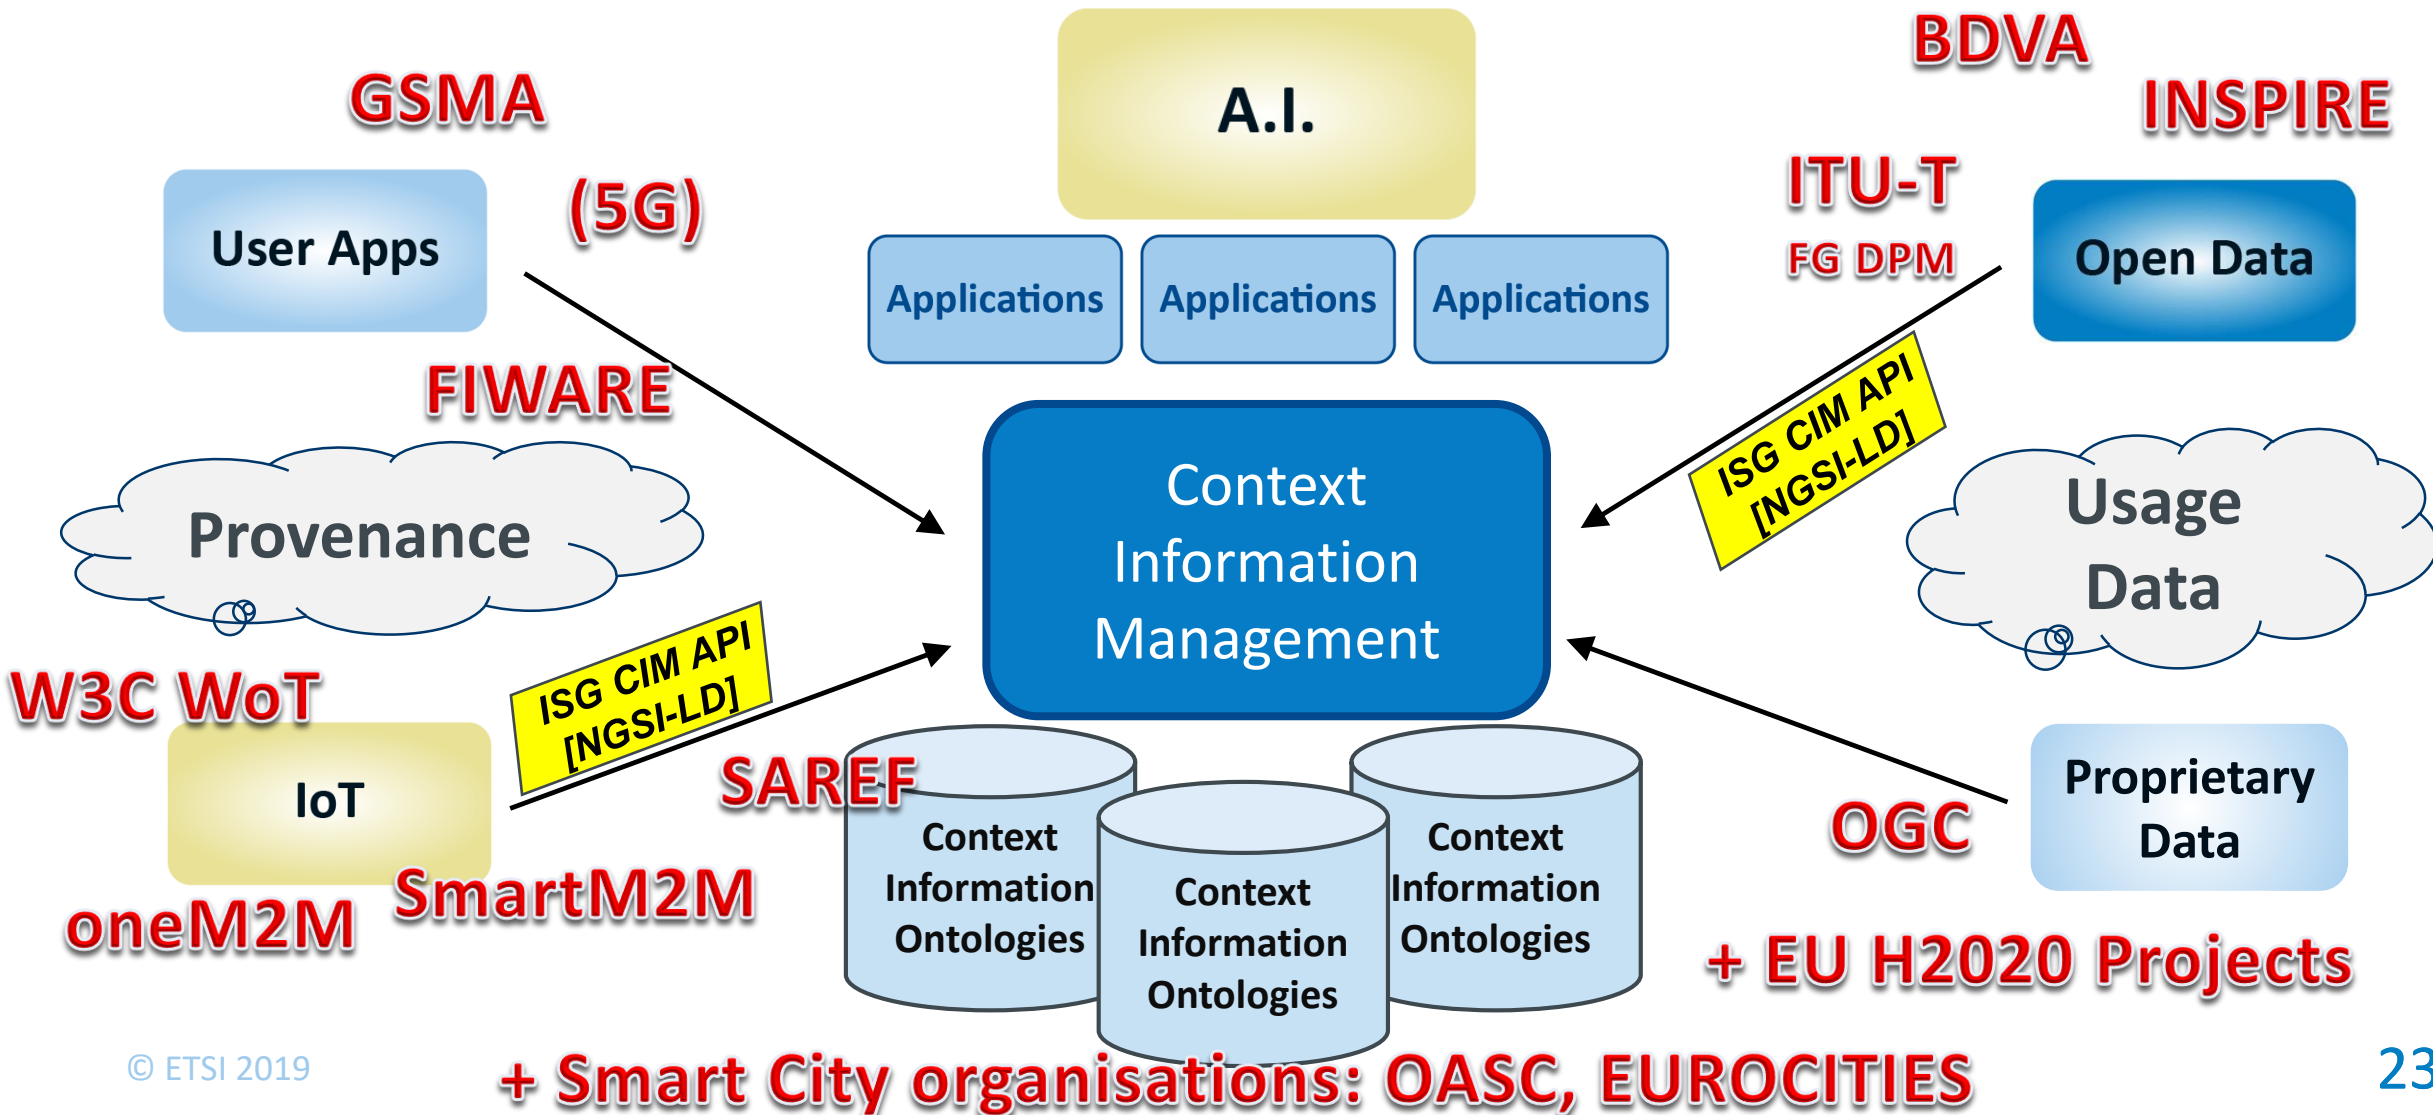 BDVA
GSMA
INSPIRE
A.I.
(5G)
ITU-T
FG DPM
User Apps
Open Data
Applications
Applications
Applications
FIWARE
ISG CIM API
[NGSI-LD]
Provenance
Context
Information
Management
Usage
Data
ISG CIM API
[NGSI-LD]
W3C WoT
IoT
SAREF
SmartM2M
oneM2M
Context
Information
Ontologies
Context
Information
Ontologies
Context
Information
Ontologies
OGC
Proprietary
Data
+ EU H2020 Projects
© ETSI 2019
+ Smart City organisations: OASC, EUROCITIES
23